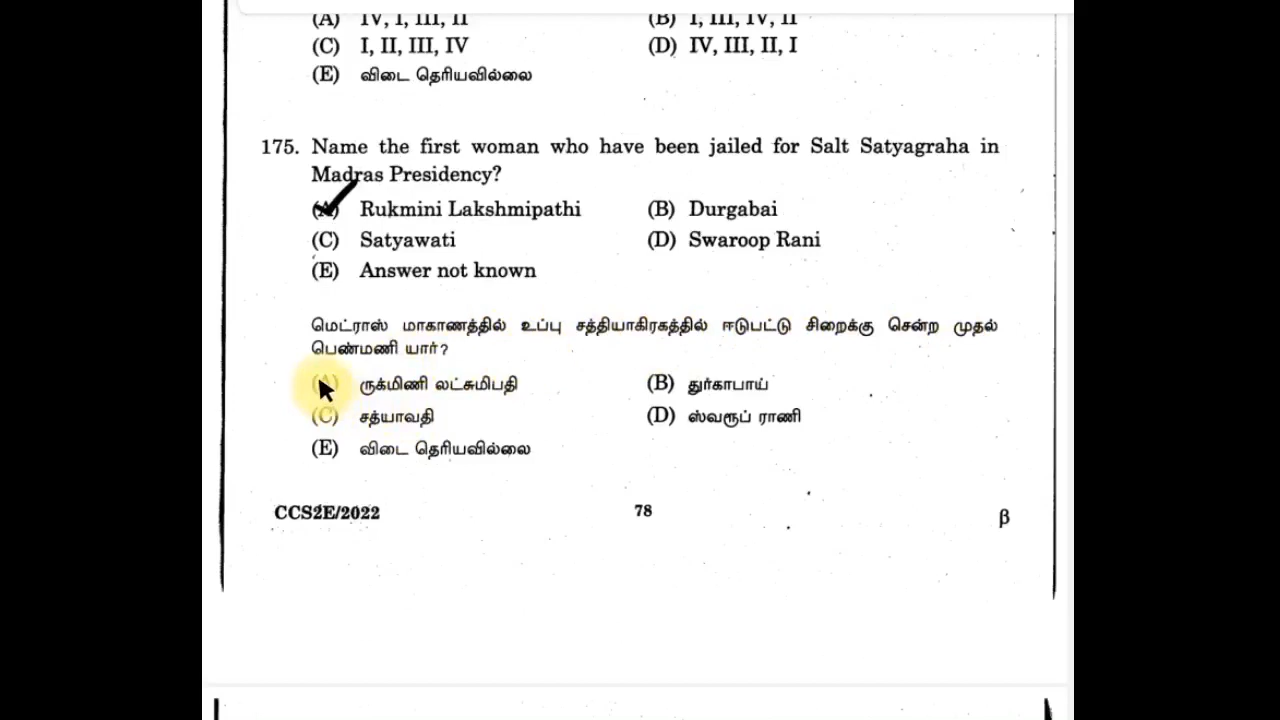 (A) IV, I, III, II (B) I, III, IV, II
(C) I, II, III, IV (D) IV, III, II, I
(E) விடை தெரியவில்லை
175. Name the first woman who have been jailed for Salt Satyagraha in
Madras Presidency?
(A) Rukmini Lakshmipathi (B) Durgabai
(C) Satyawati (D) Swaroop Rani
(E) Answer not known
மெட்ராஸ் மாகாணத்தில் உப்பு சத்தியாகிரகத்தில் ஈடுபட்டு சிறைக்கு சென்ற முதல்
பெண்மணி யார்?
(A) ருக்மிணி லட்சுமிபதி (B) துர்காபாய்
(C) சத்யாவதி (D) ஸ்வரூப் ராணி
(E) விடை தெரியவில்லை
CCS2E/2022 78 β